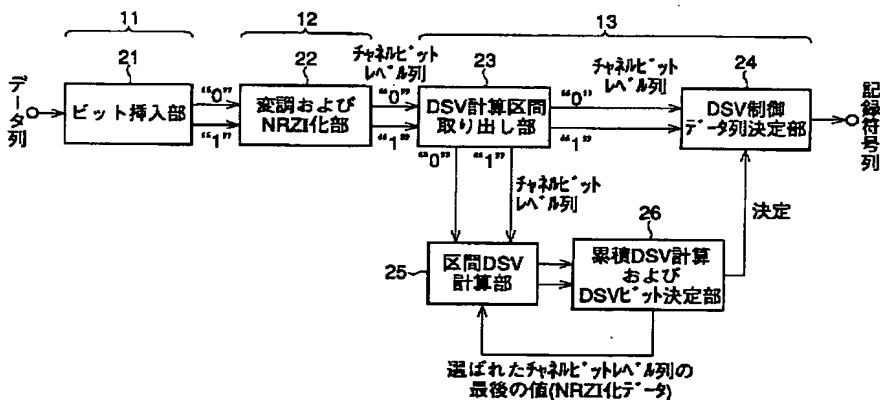 11
12
13
21
22
23
24
チャネルビット
レベル列
チャネルビット
レベル列
データ列
ビット挿入部
“0”
“1”
変調および
NRZI化部
“0”
“1”
DSV計算区間
取り出し部
“0”
“1”
DSV制御
データ列決定部
記録符号列
“0”
“1”
チャネルビット
レベル列
決定
25
区間DSV
計算部
26
累積DSV計算
および
DSVビット決定部
選ばれたチャネルビットレベル列の
最後の値(NRZI化データ)